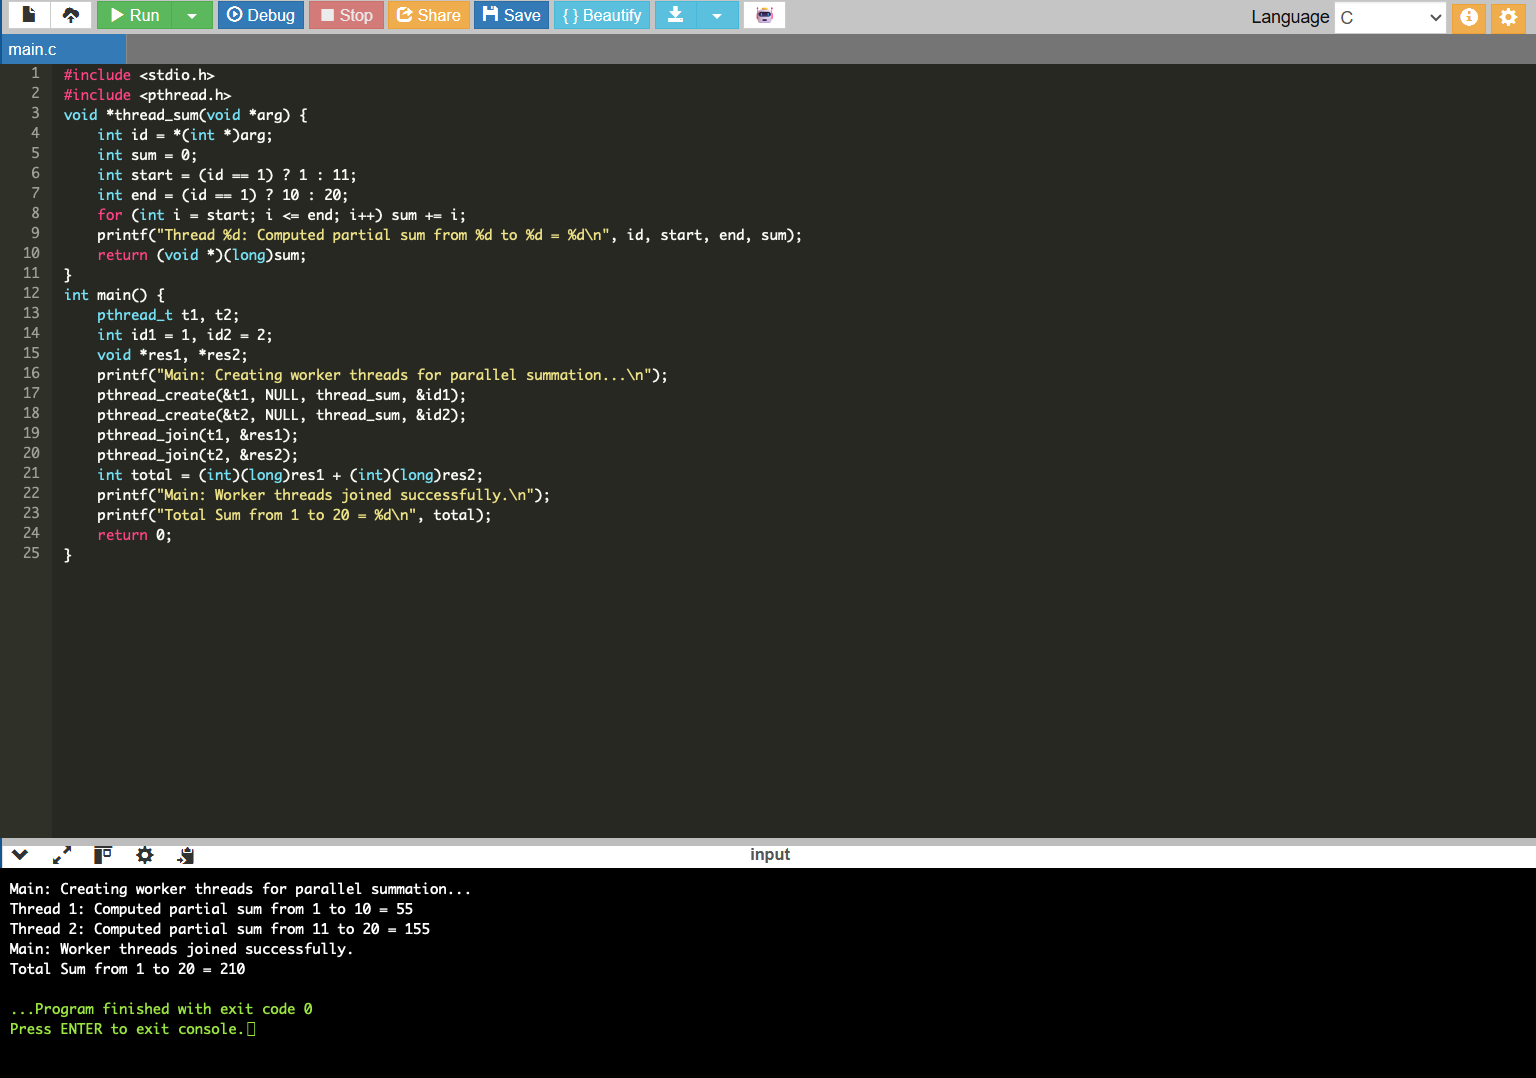 Run Debug Stop Share Save { } Beautify Language C
main.c
1 #include <stdio.h>
2 #include <pthread.h>
3 void *thread_sum(void *arg) {
4     int id = *(int *)arg;
5     int sum = 0;
6     int start = (id == 1) ? 1 : 11;
7     int end = (id == 1) ? 10 : 20;
8     for (int i = start; i <= end; i++) sum += i;
9     printf("Thread %d: Computed partial sum from %d to %d = %d\n", id, start, end, sum);
10     return (void *)(long)sum;
11 }
12 int main() {
13     pthread_t t1, t2;
14     int id1 = 1, id2 = 2;
15     void *res1, *res2;
16     printf("Main: Creating worker threads for parallel summation...\n");
17     pthread_create(&t1, NULL, thread_sum, &id1);
18     pthread_create(&t2, NULL, thread_sum, &id2);
19     pthread_join(t1, &res1);
20     pthread_join(t2, &res2);
21     int total = (int)(long)res1 + (int)(long)res2;
22     printf("Main: Worker threads joined successfully.\n");
23     printf("Total Sum from 1 to 20 = %d\n", total);
24     return 0;
25 }
input
Main: Creating worker threads for parallel summation...
Thread 1: Computed partial sum from 1 to 10 = 55
Thread 2: Computed partial sum from 11 to 20 = 155
Main: Worker threads joined successfully.
Total Sum from 1 to 20 = 210
...Program finished with exit code 0
Press ENTER to exit console.